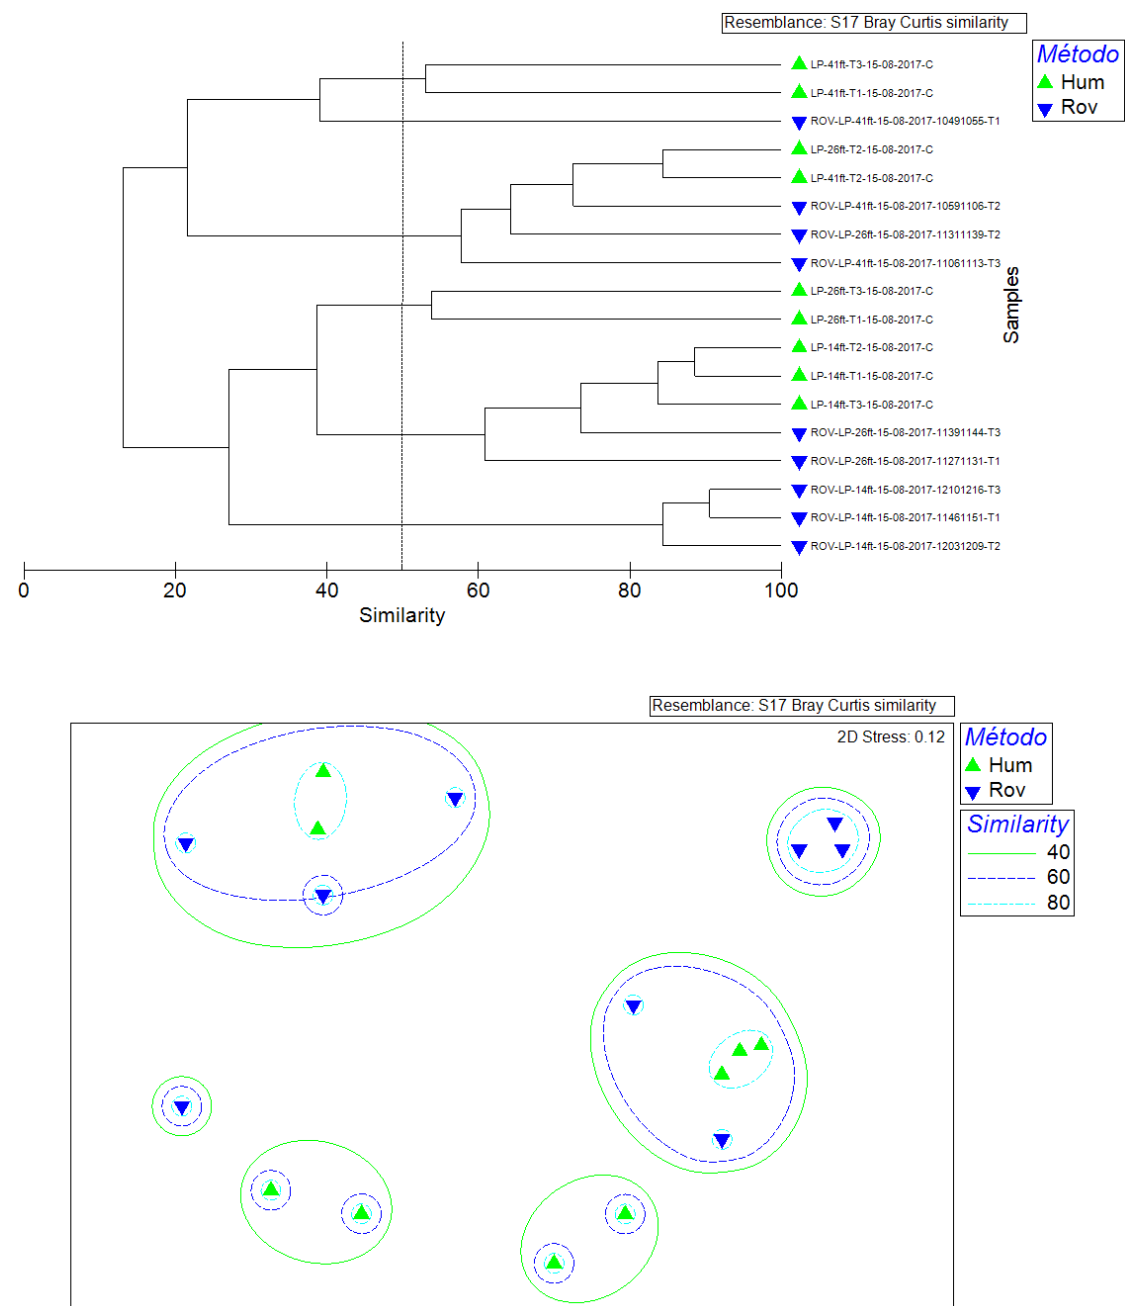 Resemblance: S17 Bray Curtis similarity
Método
Hum
Rov
LP-41ft-T3-15-08-2017-C
LP-41ft-T1-15-08-2017-C
ROV-LP-41ft-15-08-2017-10491055-T1
LP-26ft-T2-15-08-2017-C
LP-41ft-T2-15-08-2017-C
ROV-LP-41ft-15-08-2017-10591106-T2
ROV-LP-26ft-15-08-2017-11311139-T2
ROV-LP-41ft-15-08-2017-11061113-T3
LP-26ft-T3-15-08-2017-C
LP-26ft-T1-15-08-2017-C
LP-14ft-T2-15-08-2017-C
LP-14ft-T1-15-08-2017-C
LP-14ft-T3-15-08-2017-C
ROV-LP-26ft-15-08-2017-11391144-T3
ROV-LP-26ft-15-08-2017-11271131-T1
ROV-LP-14ft-15-08-2017-12101216-T3
ROV-LP-14ft-15-08-2017-11461151-T1
ROV-LP-14ft-15-08-2017-12031209-T2
Samples
0 20 40 60 80 100
Similarity
Resemblance: S17 Bray Curtis similarity
2D Stress: 0.12
Método
Hum
Rov
Similarity
40
60
80